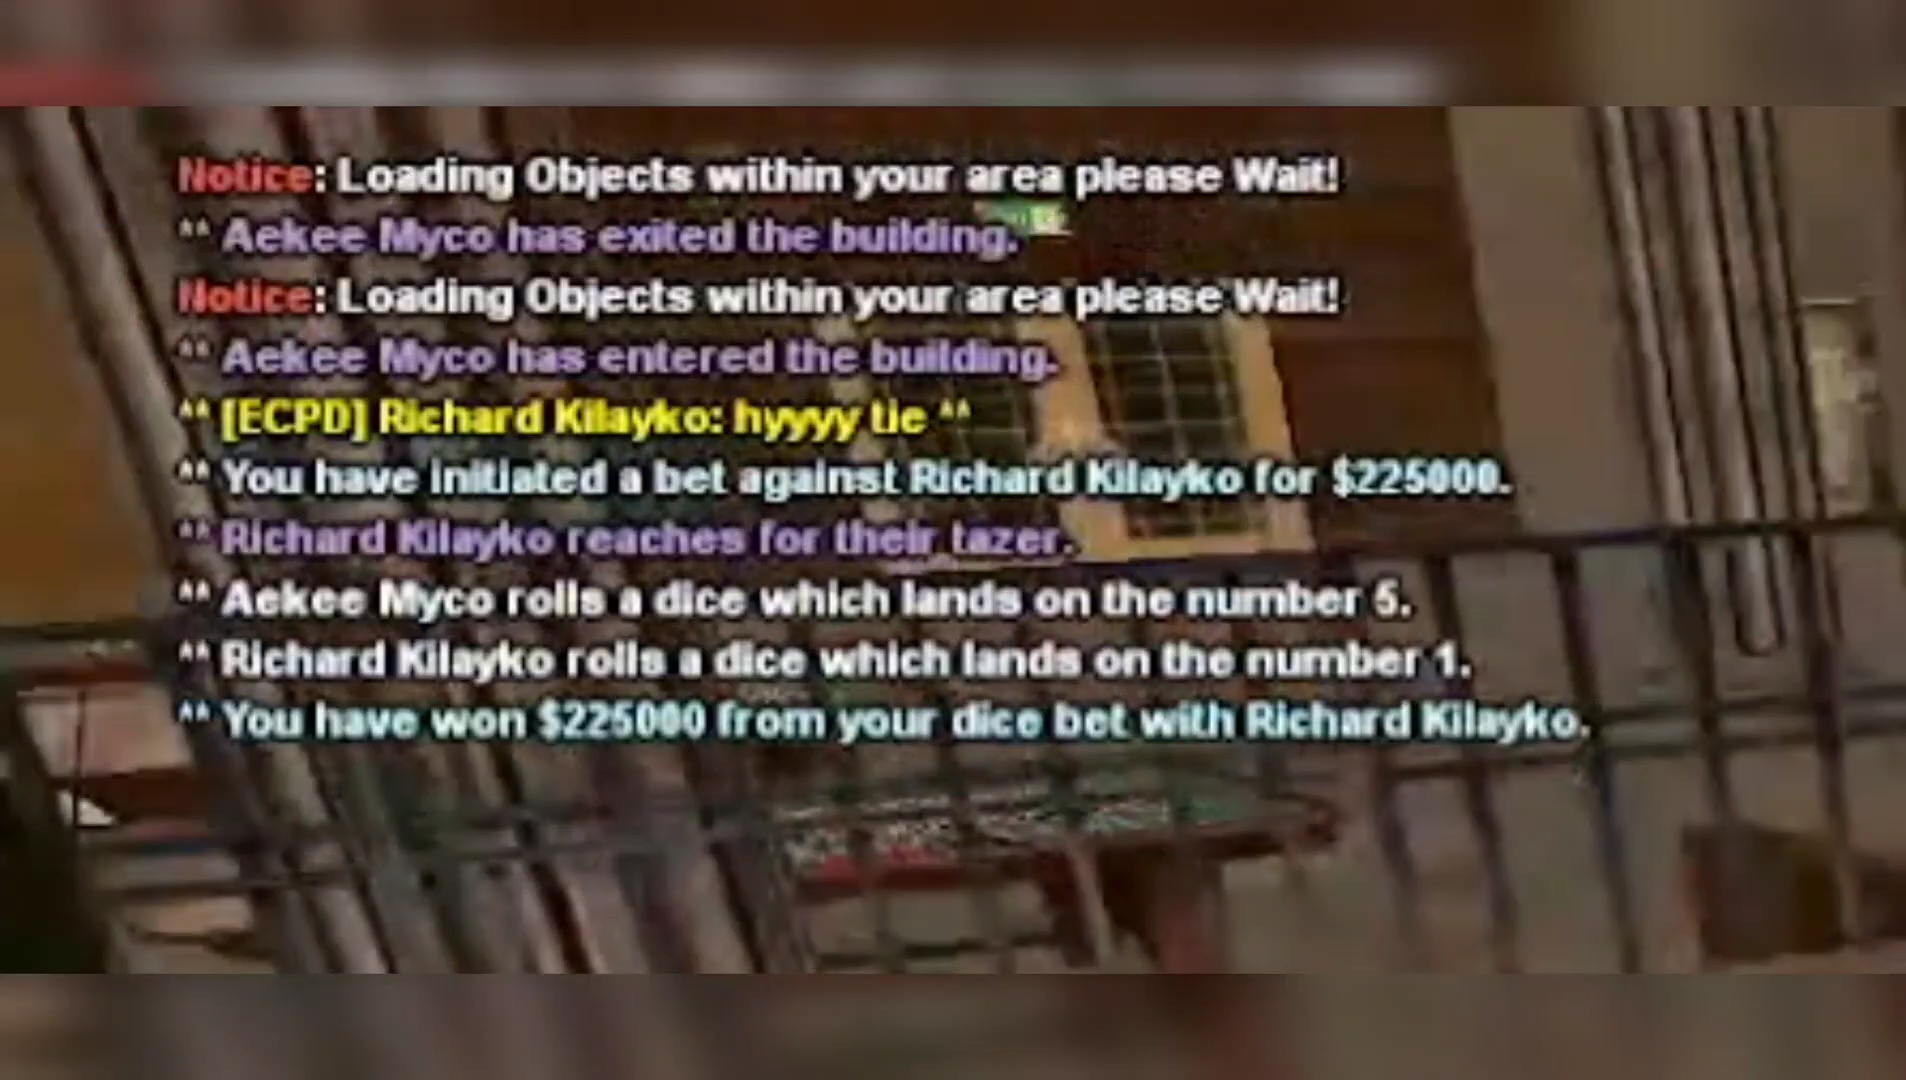 Notice: Loading Objects within your area please Wait!
** Aekee Myco has exited the building.
Notice: Loading Objects within your area please Wait!
** Aekee Myco has entered the building.
** [ECPD] Richard Kilayko: hyyyy tie **
** You have initiated a bet against Richard Kilayko for $225000.
** Richard Kilayko reaches for their tazer.
** Aekee Myco rolls a dice which lands on the number 5.
** Richard Kilayko rolls a dice which lands on the number 1.
** You have won $225000 from your dice bet with Richard Kilayko.